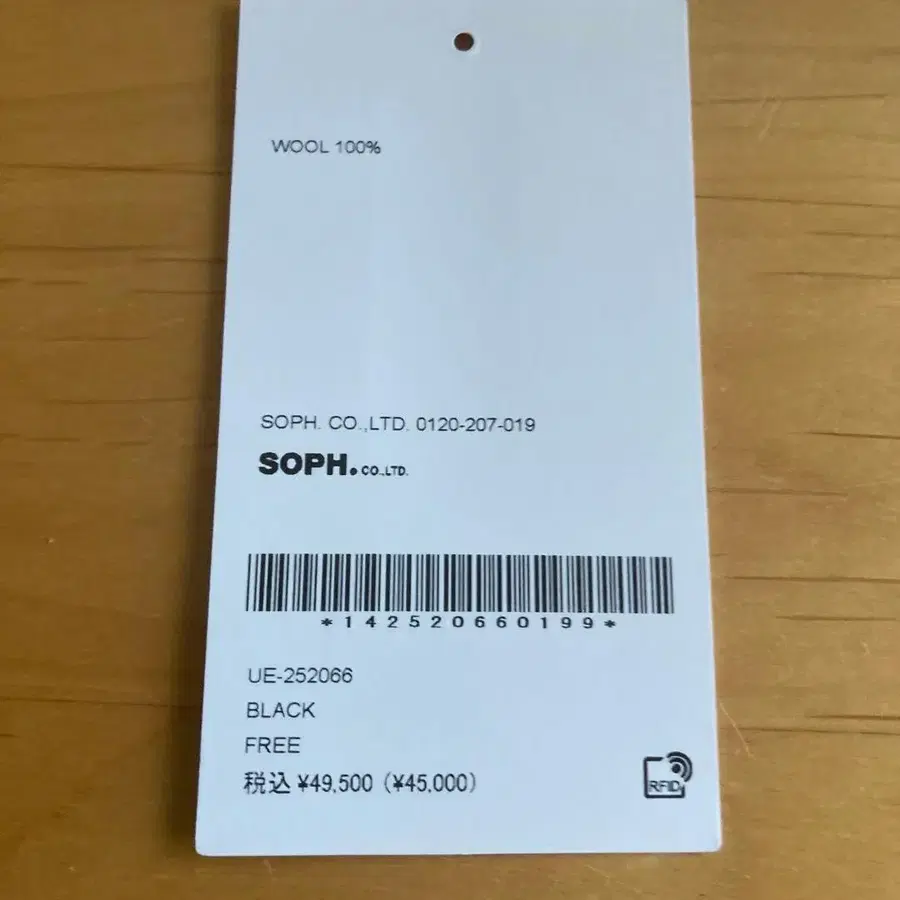 WOOL 100%
SOPH. CO.,LTD. 0120-207-019
SOPH. CO.,LTD.
*142520660199*
UE-252066
BLACK
FREE
税込 ¥49,500 (¥45,000)
RFID